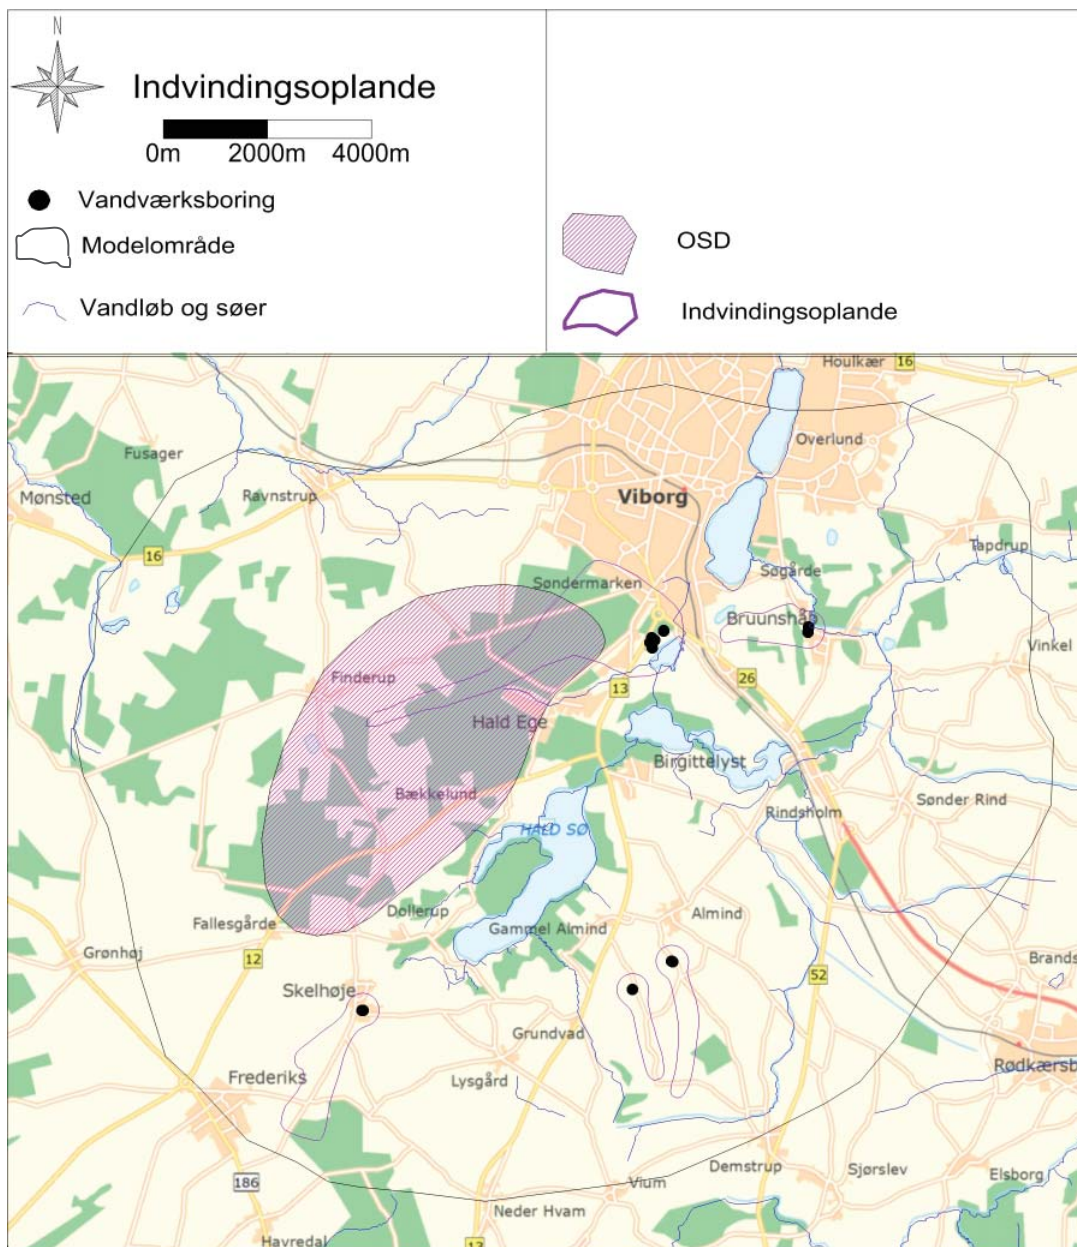 N
Indvindingsoplande
0m 2000m 4000m
Vandværksboring
Modelområde
OSD
Vandløb og søer
Indvindingsoplande
Houlkær
16
Overlund
Fusager
Mønsted
Ravnstrup
Viborg
16
Tapdrup
Søndermarken
Søgårde
Bruunshåb
Vinkel
Finderup
26
13
Hald Ege
Birgittelyst
Bækkelund
Sønder Rind
Rindsholm
HALD SØ
Dollerup
Almind
Fallesgårde
Gammel Almind
Grønhøj
12
Brands
52
Skelhøje
Grundvad
Rødkærsb
Frederiks
Lysgård
Demstrup
Sjørslev
Elsborg
186
Vium
Neder Hvam
Havredal
13